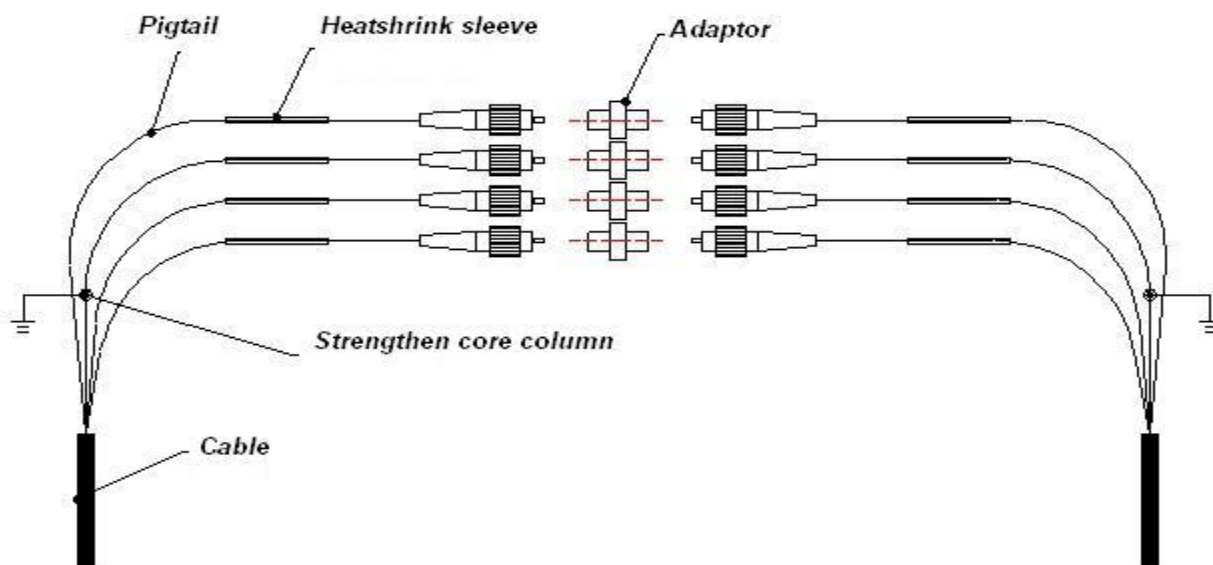 Pigtail
Heatshrink sleeve
Adaptor
Strengthen core column
Cable